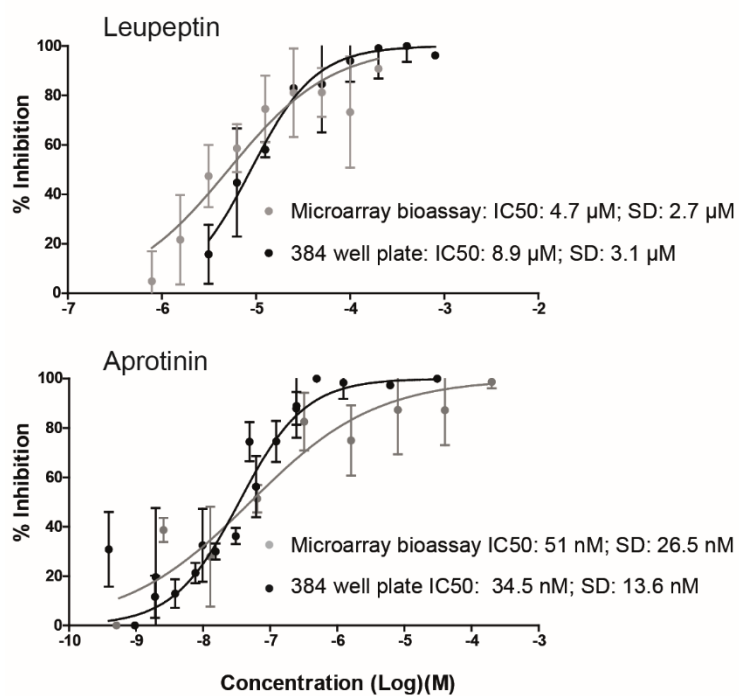 Leupeptin
% Inhibition
100
80
60
40
20
0
Microarray bioassay: IC50: 4.7 µM; SD: 2.7 µM
384 well plate: IC50: 8.9 µM; SD: 3.1 µM
-7 -6 -5 -4 -3 -2
Aprotinin
% Inhibition
100
80
60
40
20
0
Microarray bioassay IC50: 51 nM; SD: 26.5 nM
384 well plate IC50: 34.5 nM; SD: 13.6 nM
-10 -9 -8 -7 -6 -5 -4 -3
Concentration (Log)(M)